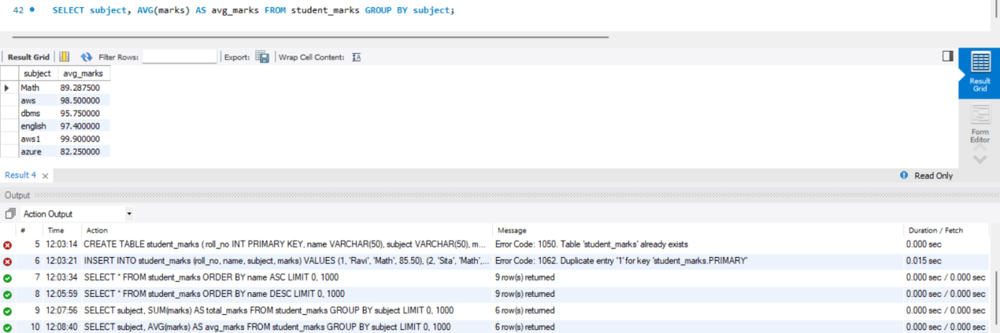 42 SELECT subject, AVG(marks) AS avg_marks FROM student_marks GROUP BY subject;
Result Grid Filter Rows: Export: Wrap Cell Content:
subject avg_marks
Math 89.287500
aws 98.500000
dbms 95.750000
english 97.400000
aws1 99.900000
azure 82.250000
Result Grid
Form Editor
Result 4 Read Only
Output
Action Output
# Time Action Message Duration / Fetch
5 12:03:14 CREATE TABLE student_marks ( roll_no INT PRIMARY KEY, name VARCHAR(50), subject VARCHAR(50), m... Error Code: 1050. Table 'student_marks' already exists 0.000 sec
6 12:03:21 INSERT INTO student_marks (roll_no, name, subject, marks) VALUES (1, 'Ravi', 'Math', 85.50), (2, 'Sita', 'Math',... Error Code: 1062. Duplicate entry '1' for key 'student_marks.PRIMARY' 0.015 sec
7 12:03:34 SELECT * FROM student_marks ORDER BY name ASC LIMIT 0, 1000 9 row(s) returned 0.000 sec / 0.000 sec
8 12:05:59 SELECT * FROM student_marks ORDER BY name DESC LIMIT 0, 1000 9 row(s) returned 0.000 sec / 0.000 sec
9 12:07:56 SELECT subject, SUM(marks) AS total_marks FROM student_marks GROUP BY subject LIMIT 0, 1000 6 row(s) returned 0.000 sec / 0.000 sec
10 12:08:40 SELECT subject, AVG(marks) AS avg_marks FROM student_marks GROUP BY subject LIMIT 0, 1000 6 row(s) returned 0.000 sec / 0.000 sec